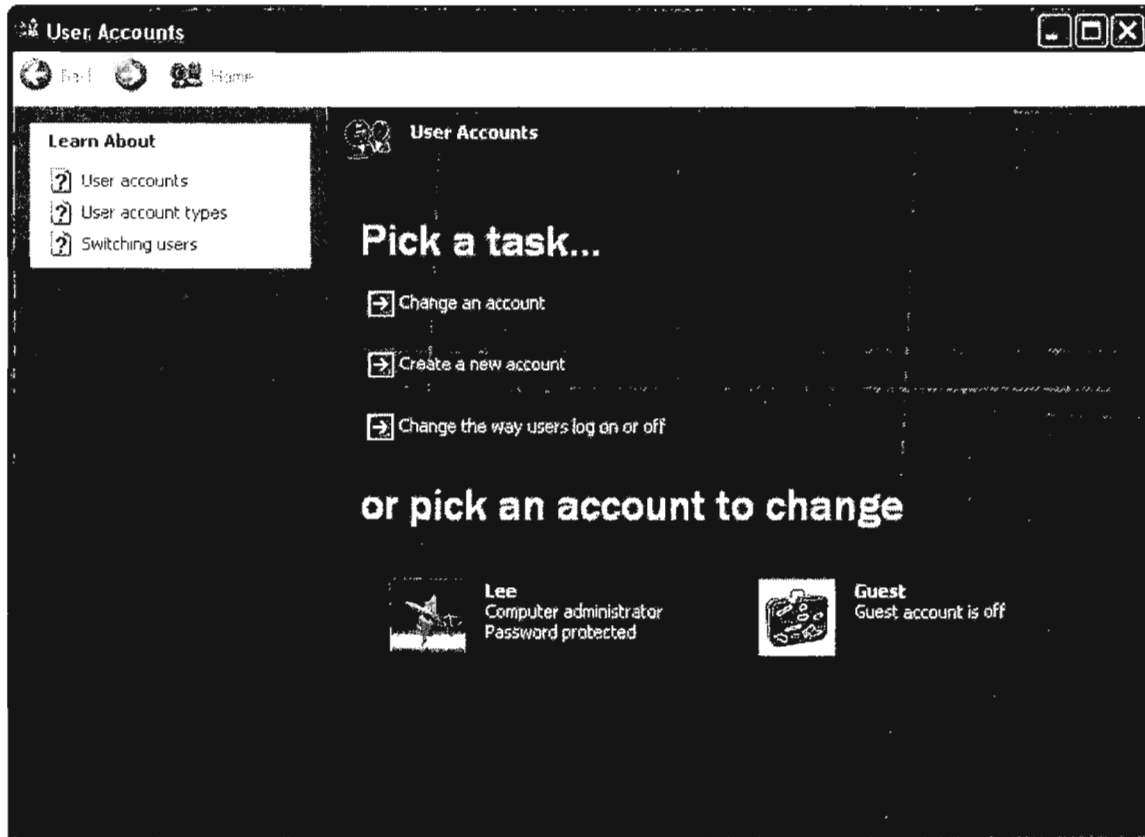 User Accounts
Back
Home
Learn About
User accounts
User account types
Switching users
User Accounts
Pick a task...
Change an account
Create a new account
Change the way users log on or off
or pick an account to change
Lee
Computer administrator
Password protected
Guest
Guest account is off